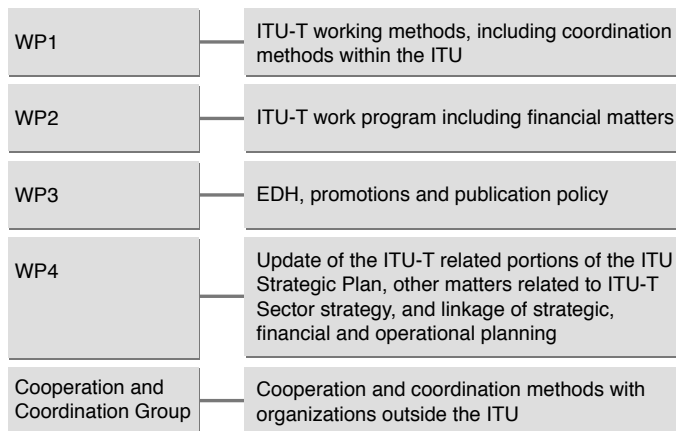 WP1
ITU-T working methods, including coordination
methods within the ITU
WP2
ITU-T work program including financial matters
WP3
EDH, promotions and publication policy
WP4
Update of the ITU-T related portions of the ITU
Strategic Plan, other matters related to ITU-T
Sector strategy, and linkage of strategic,
financial and operational planning
Cooperation and
Coordination Group
Cooperation and coordination methods with
organizations outside the ITU